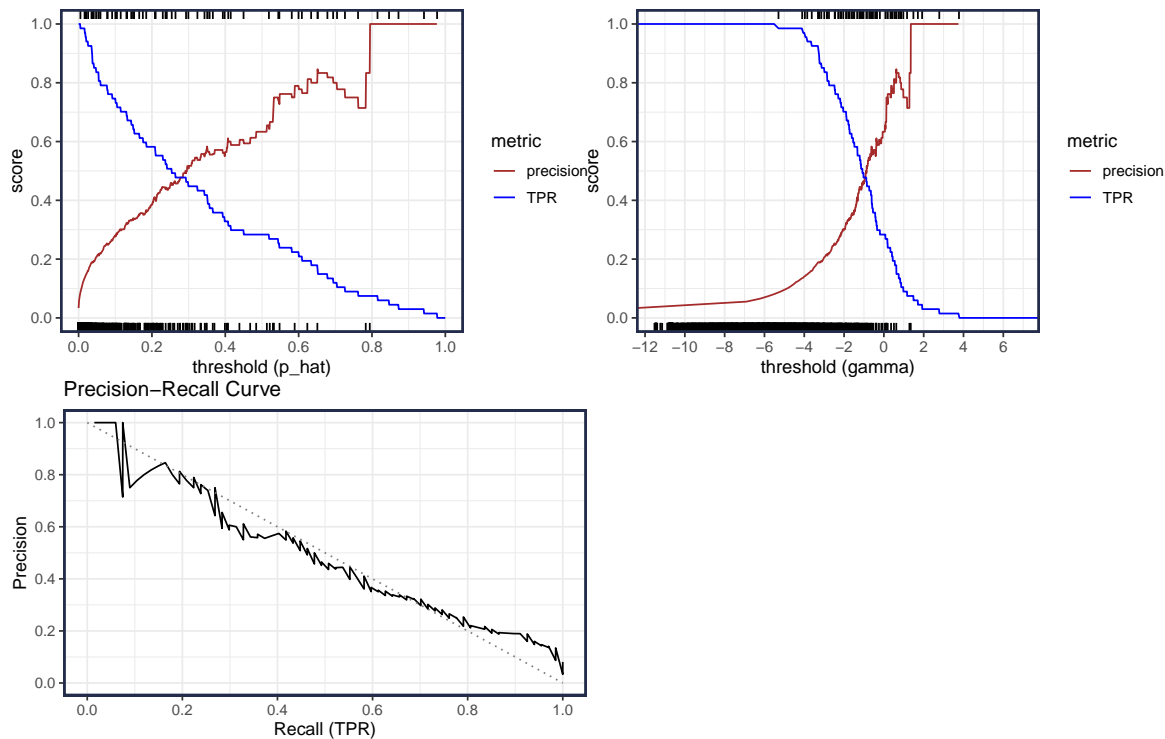 1.0
0.8
0.6
0.4
0.2
0.0
score
0.0 0.2 0.4 0.6 0.8 1.0
threshold (p_hat)
metric
precision
TPR
1.0
0.8
0.6
0.4
0.2
0.0
score
−12 −10 −8 −6 −4 −2 0 2 4 6
threshold (gamma)
metric
precision
TPR
Precision−Recall Curve
1.0
0.8
0.6
0.4
0.2
0.0
Precision
0.0 0.2 0.4 0.6 0.8 1.0
Recall (TPR)